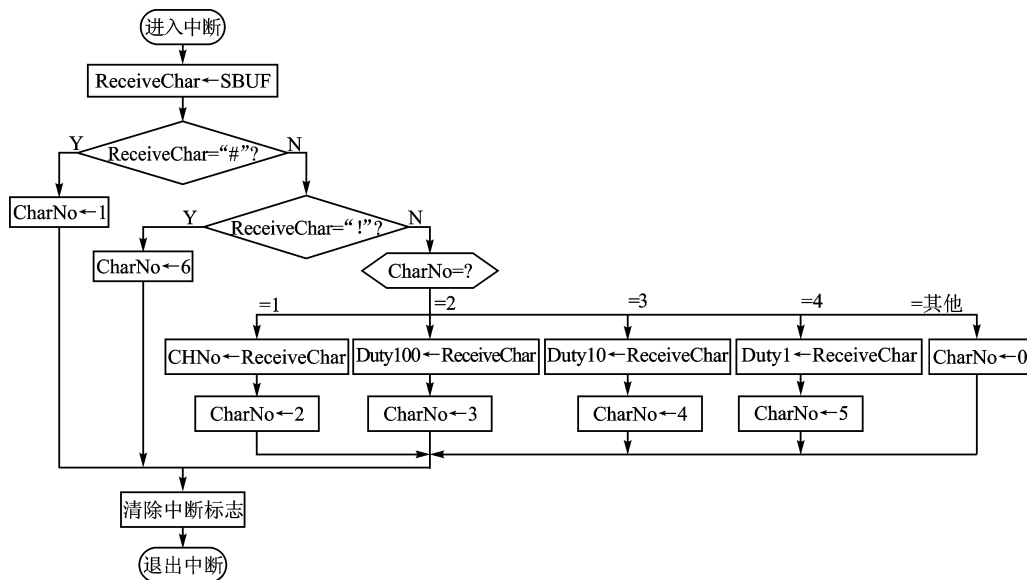 进入中断
ReceiveChar←SBUF
Y
ReceiveChar=“#”?
N
CharNo←1
Y
ReceiveChar=“!”?
N
CharNo←6
CharNo=?
=1
=2
=3
=4
=其他
CHNo←ReceiveChar
Duty100←ReceiveChar
Duty10←ReceiveChar
Duty1←ReceiveChar
CharNo←0
CharNo←2
CharNo←3
CharNo←4
CharNo←5
清除中断标志
退出中断